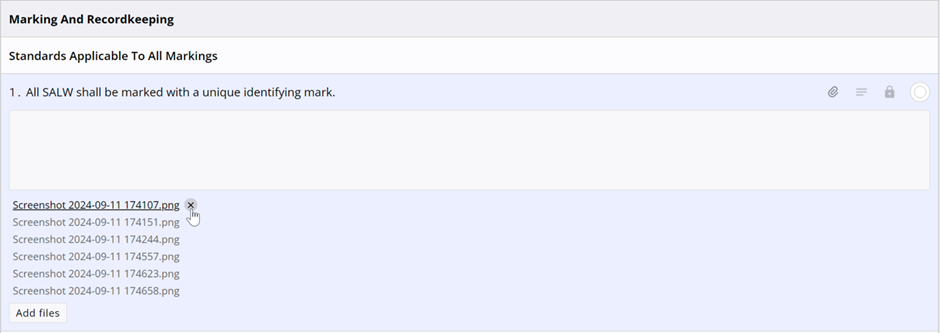 Marking And Recordkeeping
Standards Applicable To All Markings
1. All SALW shall be marked with a unique identifying mark.
Screenshot 2024-09-11 174107.png
Screenshot 2024-09-11 174151.png
Screenshot 2024-09-11 174244.png
Screenshot 2024-09-11 174557.png
Screenshot 2024-09-11 174623.png
Screenshot 2024-09-11 174658.png
Add files